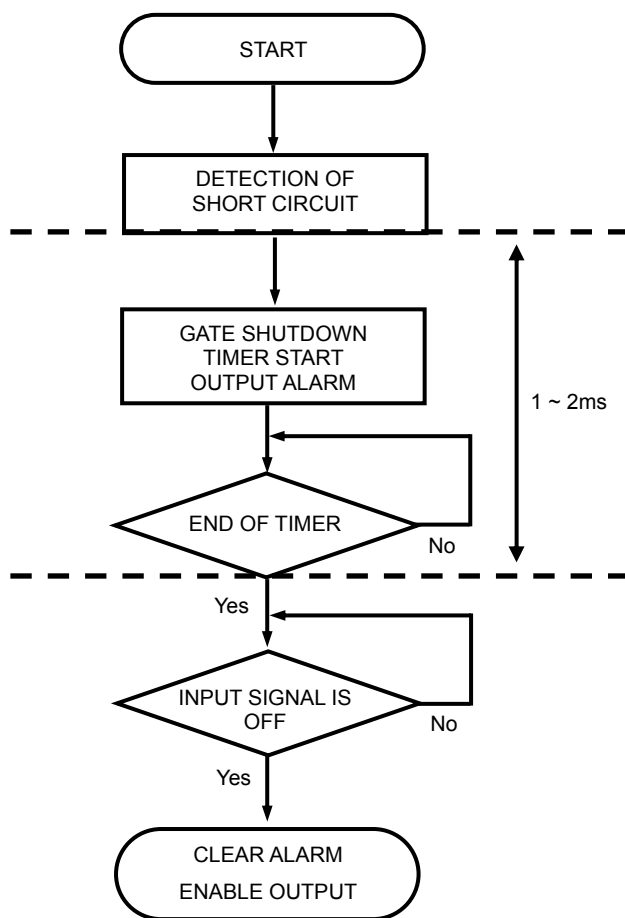 START
DETECTION OF
SHORT CIRCUIT
GATE SHUTDOWN
TIMER START
OUTPUT ALARM
1 ~ 2ms
END OF TIMER
No
Yes
INPUT SIGNAL IS
OFF
No
Yes
CLEAR ALARM
ENABLE OUTPUT